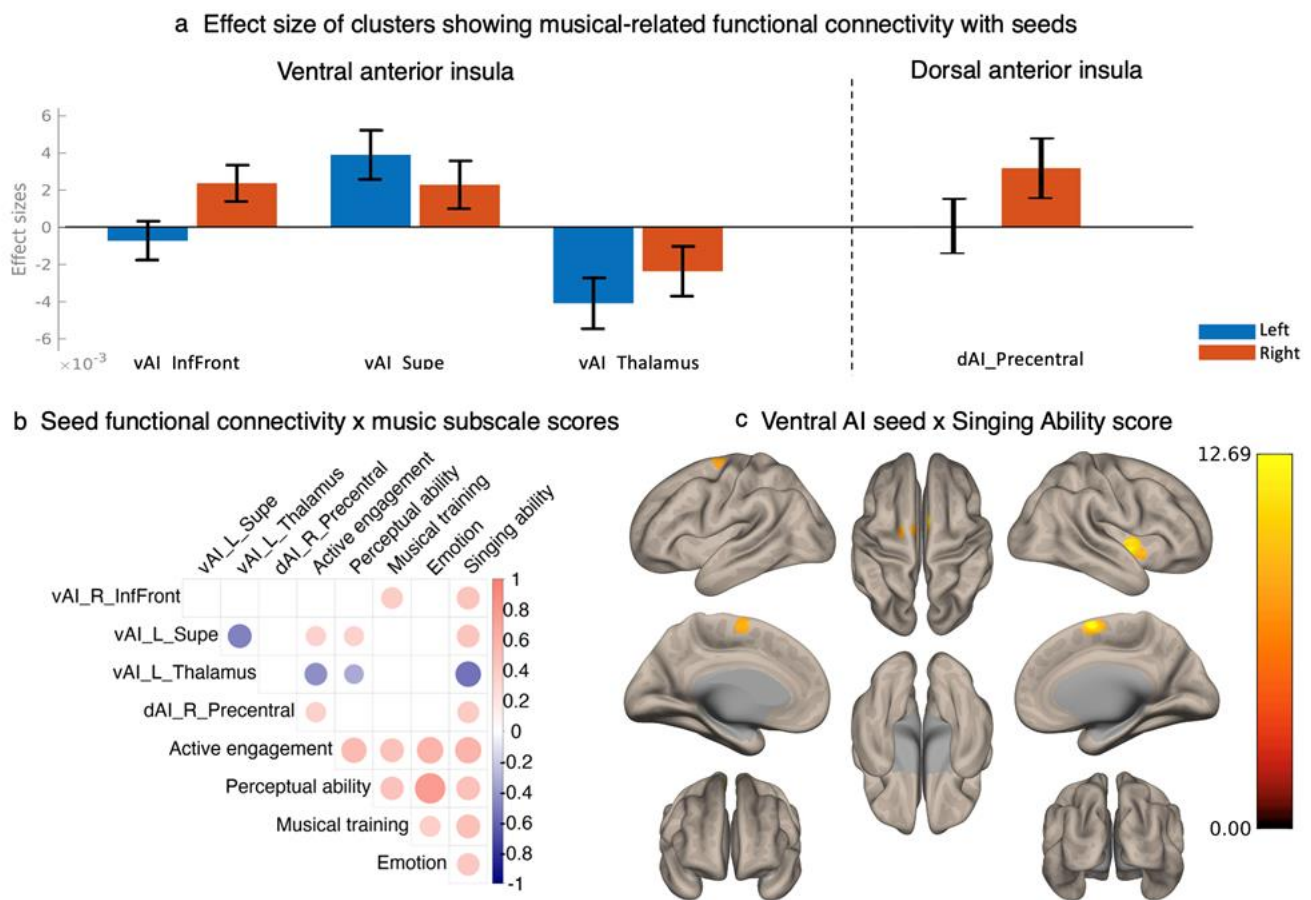 a Effect size of clusters showing musical-related functional connectivity with seeds
Ventral anterior insula
Dorsal anterior insula
Effect sizes
6
4
2
0
-2
-4
-6
×10-3
vAI_InfFront
vAI_Supe
vAI_Thalamus
dAI_Precentral
Left
Right
b Seed functional connectivity x music subscale scores
vAI_L_Supe
vAI_L_Thalamus
dAI_R_Precentral
Active engagement
Perceptual ability
Musical training
Emotion
Singing ability
vAI_R_InfFront
vAI_L_Supe
vAI_L_Thalamus
dAI_R_Precentral
Active engagement
Perceptual ability
Musical training
Emotion
1
0.8
0.6
0.4
0.2
0
-0.2
-0.4
-0.6
-0.8
-1
c Ventral AI seed x Singing Ability score
12.69
0.00